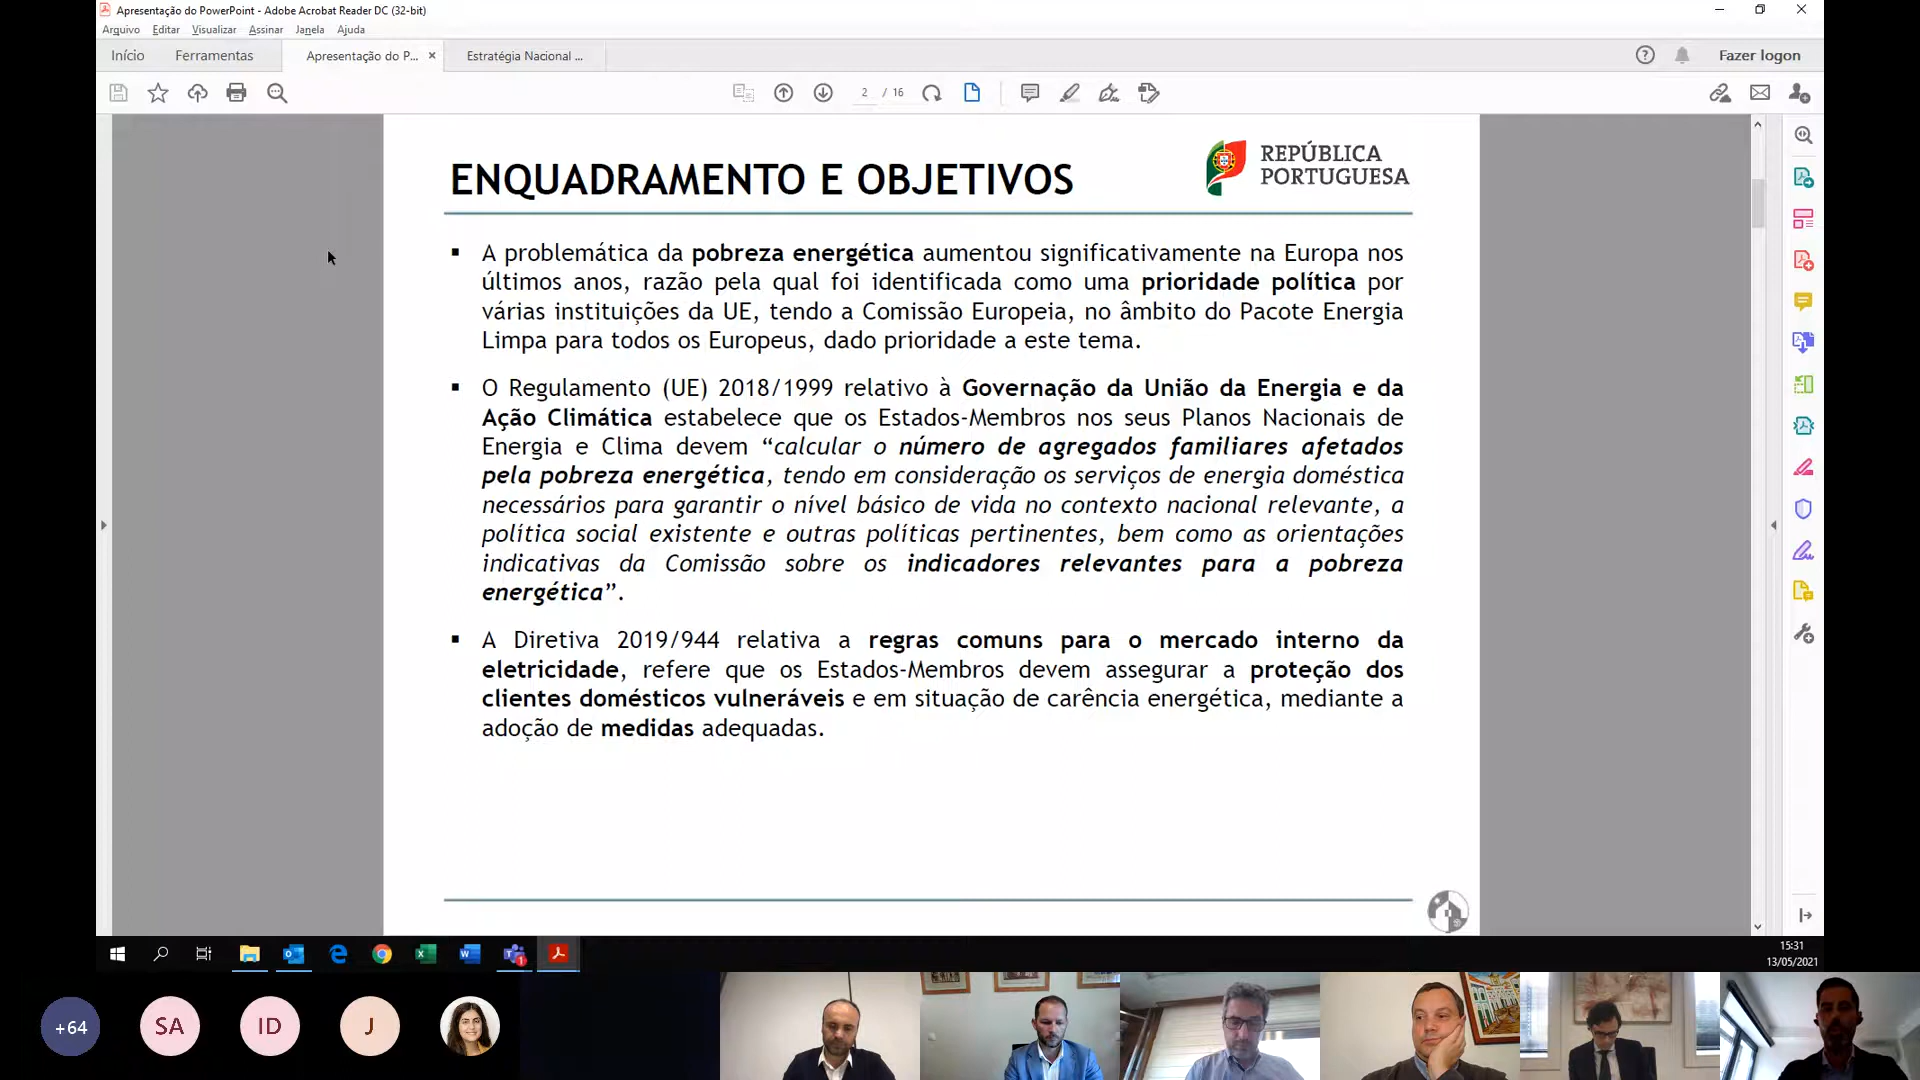 Apresentação do PowerPoint - Adobe Acrobat Reader DC (32-bit)
Arquivo Editar Visualizar Assinar Janela Ajuda
Início Ferramentas Apresentação do P... × Estratégia Nacional ... Fazer logon
2 / 16
ENQUADRAMENTO E OBJETIVOS
REPÚBLICA
PORTUGUESA
▪ A problemática da pobreza energética aumentou significativamente na Europa nos
últimos anos, razão pela qual foi identificada como uma prioridade política por
várias instituições da UE, tendo a Comissão Europeia, no âmbito do Pacote Energia
Limpa para todos os Europeus, dado prioridade a este tema.
▪ O Regulamento (UE) 2018/1999 relativo à Governação da União da Energia e da
Ação Climática estabelece que os Estados-Membros nos seus Planos Nacionais de
Energia e Clima devem “calcular o número de agregados familiares afetados
pela pobreza energética, tendo em consideração os serviços de energia doméstica
necessários para garantir o nível básico de vida no contexto nacional relevante, a
política social existente e outras políticas pertinentes, bem como as orientações
indicativas da Comissão sobre os indicadores relevantes para a pobreza
energética”.
▪ A Diretiva 2019/944 relativa a regras comuns para o mercado interno da
eletricidade, refere que os Estados-Membros devem assegurar a proteção dos
clientes domésticos vulneráveis e em situação de carência energética, mediante a
adoção de medidas adequadas.
15:31
13/05/2021
+64 SA ID J